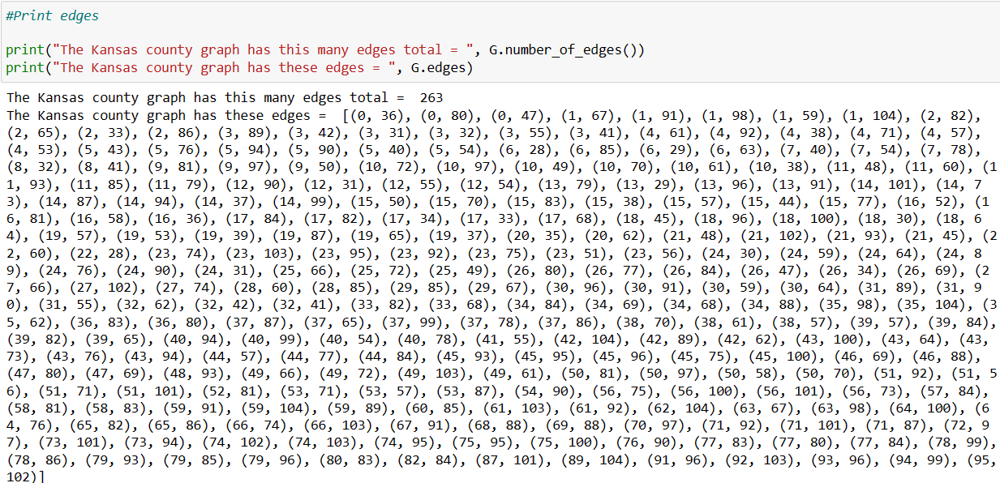 #Print edges
print("The Kansas county graph has this many edges total = ", G.number_of_edges())
print("The Kansas county graph has these edges = ", G.edges)
The Kansas county graph has this many edges total =  263
The Kansas county graph has these edges =  [(0, 36), (0, 80), (0, 47), (1, 67), (1, 91), (1, 98), (1, 59), (1, 104), (2, 82),
(2, 65), (2, 33), (2, 86), (3, 89), (3, 42), (3, 31), (3, 32), (3, 55), (3, 41), (4, 61), (4, 92), (4, 38), (4, 71), (4, 57),
(4, 53), (5, 43), (5, 76), (5, 94), (5, 90), (5, 40), (5, 54), (6, 28), (6, 85), (6, 29), (6, 63), (7, 40), (7, 54), (7, 78),
(8, 32), (8, 41), (9, 81), (9, 97), (9, 50), (10, 72), (10, 97), (10, 49), (10, 70), (10, 61), (10, 38), (11, 48), (11, 60), (1
1, 93), (11, 85), (11, 79), (12, 90), (12, 31), (12, 55), (12, 54), (13, 79), (13, 29), (13, 96), (13, 91), (14, 101), (14, 7
3), (14, 87), (14, 94), (14, 37), (14, 99), (15, 50), (15, 70), (15, 83), (15, 38), (15, 57), (15, 44), (15, 77), (16, 52), (1
6, 81), (16, 58), (16, 36), (17, 84), (17, 82), (17, 34), (17, 33), (17, 68), (18, 45), (18, 96), (18, 100), (18, 30), (18, 6
4), (19, 57), (19, 53), (19, 39), (19, 87), (19, 65), (19, 37), (20, 35), (20, 62), (21, 48), (21, 102), (21, 93), (21, 45), (2
2, 60), (22, 28), (23, 74), (23, 103), (23, 95), (23, 92), (23, 75), (23, 51), (23, 56), (24, 30), (24, 59), (24, 64), (24, 8
9), (24, 76), (24, 90), (24, 31), (25, 66), (25, 72), (25, 49), (26, 80), (26, 77), (26, 84), (26, 47), (26, 34), (26, 69), (2
7, 66), (27, 102), (27, 74), (28, 60), (28, 85), (29, 85), (29, 67), (30, 96), (30, 91), (30, 59), (30, 64), (31, 89), (31, 9
0), (31, 55), (32, 62), (32, 42), (32, 41), (33, 82), (33, 68), (34, 84), (34, 69), (34, 68), (34, 88), (35, 98), (35, 104), (3
5, 62), (36, 83), (36, 80), (37, 87), (37, 65), (37, 99), (37, 78), (37, 86), (38, 70), (38, 61), (38, 57), (39, 57), (39, 84),
(39, 82), (39, 65), (40, 94), (40, 99), (40, 54), (40, 78), (41, 55), (42, 104), (42, 89), (42, 62), (43, 100), (43, 64), (43,
73), (43, 76), (43, 94), (44, 57), (44, 77), (44, 84), (45, 93), (45, 95), (45, 96), (45, 75), (45, 100), (46, 69), (46, 88),
(47, 80), (47, 69), (48, 93), (49, 66), (49, 72), (49, 103), (49, 61), (50, 81), (50, 97), (50, 58), (50, 70), (51, 92), (51, 5
6), (51, 71), (51, 101), (52, 81), (53, 71), (53, 57), (53, 87), (54, 90), (56, 75), (56, 100), (56, 101), (56, 73), (57, 84),
(58, 81), (58, 83), (59, 91), (59, 104), (59, 89), (60, 85), (61, 103), (61, 92), (62, 104), (63, 67), (63, 98), (64, 100), (6
4, 76), (65, 82), (65, 86), (66, 74), (66, 103), (67, 91), (68, 88), (69, 88), (70, 97), (71, 92), (71, 101), (71, 87), (72, 9
7), (73, 101), (73, 94), (74, 102), (74, 103), (74, 95), (75, 95), (75, 100), (76, 90), (77, 83), (77, 80), (77, 84), (78, 99),
(78, 86), (79, 93), (79, 85), (79, 96), (80, 83), (82, 84), (87, 101), (89, 104), (91, 96), (92, 103), (93, 96), (94, 99), (95,
102)]